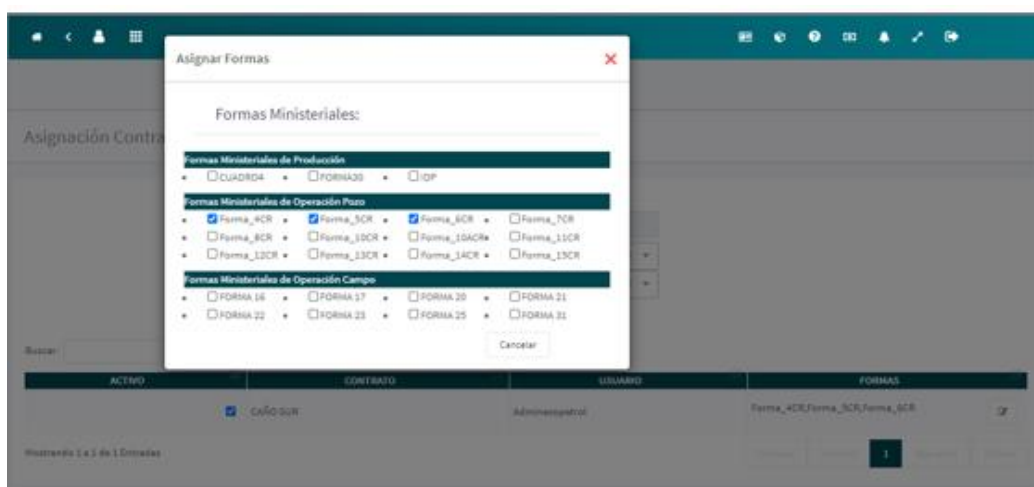 Asignar Formas
Formas Ministeriales:
Asignación Contra
Formas Ministeriales de Producción
CUADRO4 FORMA30 IDP
Formas Ministeriales de Operación Pozo
Forma_4CR Forma_5CR Forma_6CR Forma_7CR
Forma_8CR Forma_10CR Forma_10ACR Forma_11CR
Forma_12CR Forma_13CR Forma_14CR Forma_15CR
Formas Ministeriales de Operación Campo
FORMA 16 FORMA 17 FORMA 20 FORMA 21
FORMA 22 FORMA 23 FORMA 25 FORMA 31
Cancelar
Buscar:
ACTIVO CONTRATO USUARIO FORMAS
CAÑO SUR Forma_4CR,Forma_5CR,Forma_6CR
Mostrando 1 a 1 de 1 Entradas
1